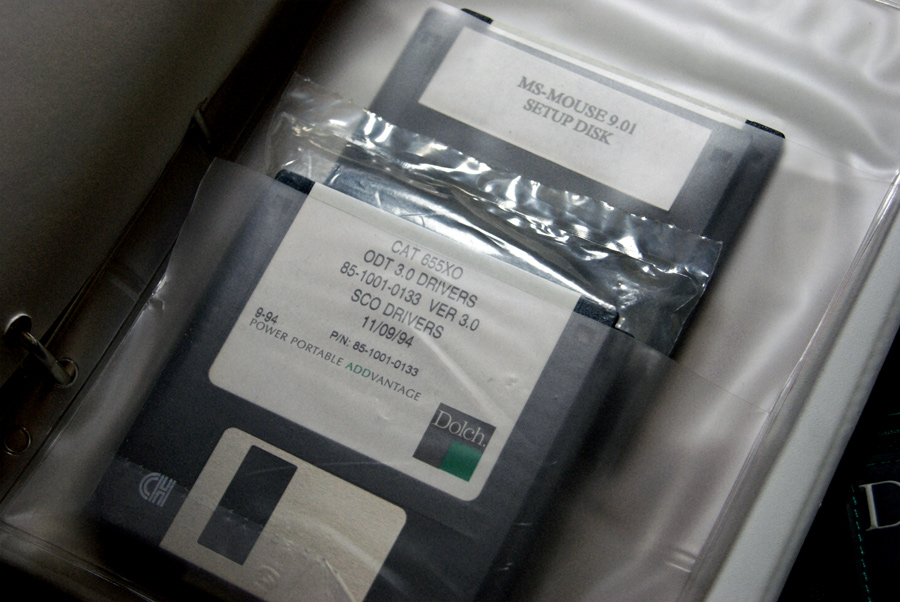 MS-MOUSE 9.01
SETUP DISK
CAT 655XO
ODT 3.0 DRIVERS
85-1001-0133 VER 3.0
SCO DRIVERS
11/09/94
9-94
P/N: 85-1001-0133
POWER PORTABLE ADDVANTAGE
Dolch.
CH
D